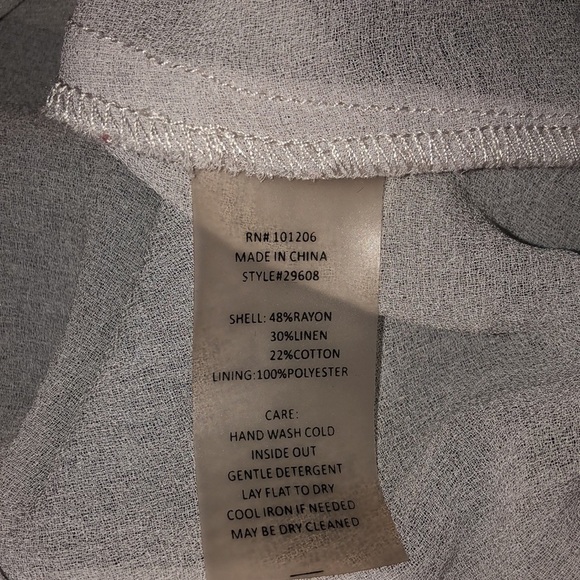 RN# 101206
MADE IN CHINA
STYLE#29608
SHELL: 48%RAYON
30%LINEN
22%COTTON
LINING:100%POLYESTER
CARE:
HAND WASH COLD
INSIDE OUT
GENTLE DETERGENT
LAY FLAT TO DRY
COOL IRON IF NEEDED
MAY BE DRY CLEANED